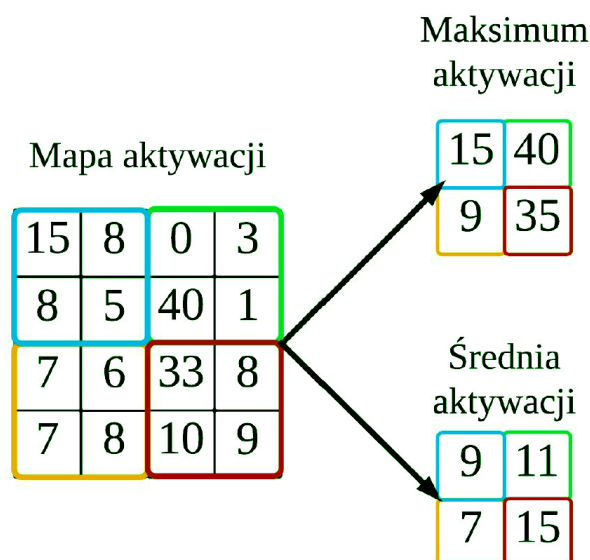 Maksimum
aktywacji
15 40
9 35
Mapa aktywacji
15 8 0 3
8 5 40 1
7 6 33 8
7 8 10 9
Średnia
aktywacji
9 11
7 15